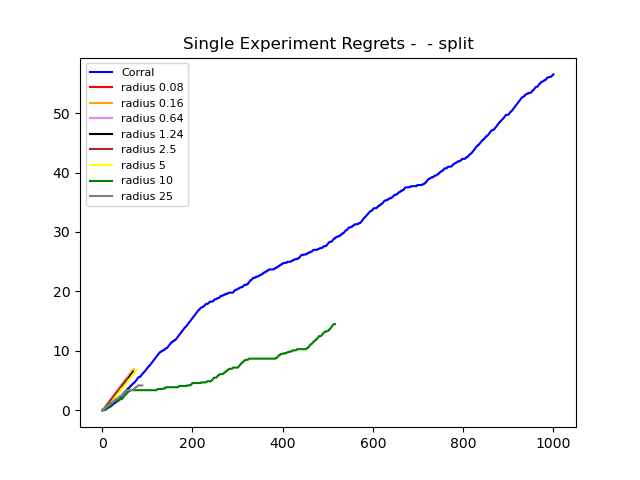 Single Experiment Regrets -  - split
Corral
radius 0.08
radius 0.16
radius 0.64
radius 1.24
radius 2.5
radius 5
radius 10
radius 25
50
40
30
20
10
0
0 200 400 600 800 1000